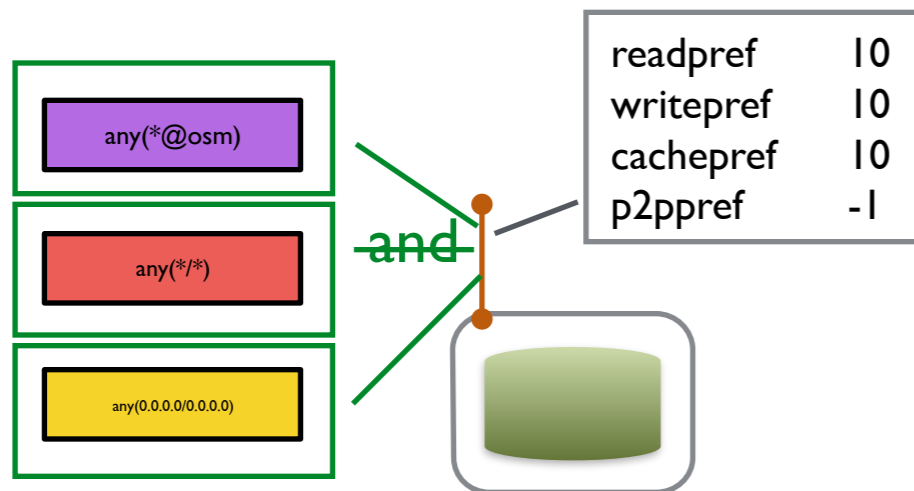 any(*@osm)
any(*/*)
any(0.0.0.0/0.0.0.0)
and
readpref 10
writepref 10
cachepref 10
p2ppref -1